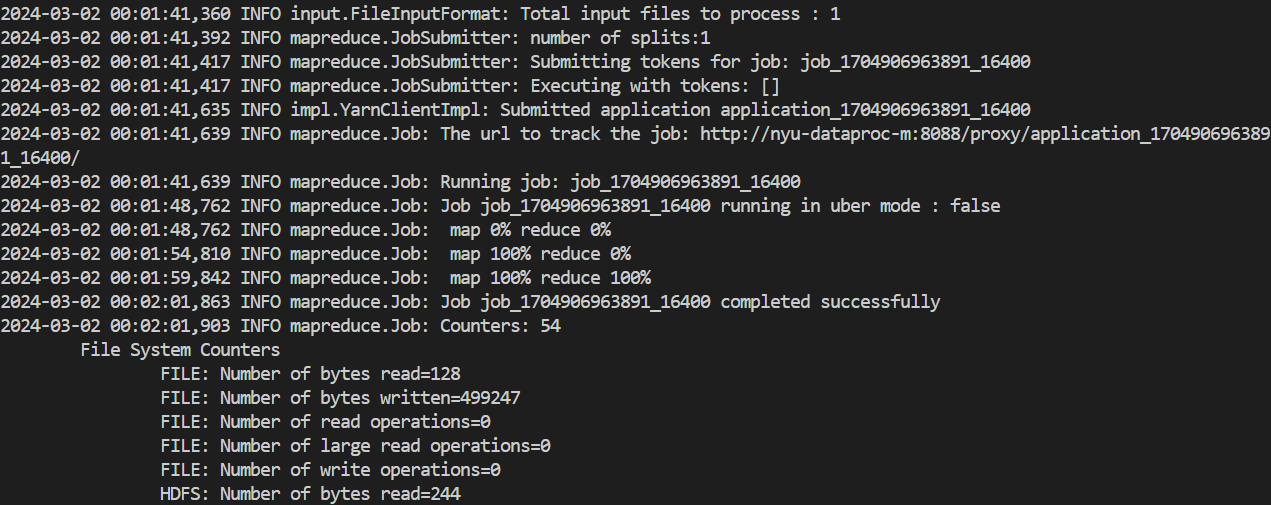 2024-03-02 00:01:41,360 INFO input.FileInputFormat: Total input files to process : 1
2024-03-02 00:01:41,392 INFO mapreduce.JobSubmitter: number of splits:1
2024-03-02 00:01:41,417 INFO mapreduce.JobSubmitter: Submitting tokens for job: job_1704906963891_16400
2024-03-02 00:01:41,417 INFO mapreduce.JobSubmitter: Executing with tokens: []
2024-03-02 00:01:41,635 INFO impl.YarnClientImpl: Submitted application application_1704906963891_16400
2024-03-02 00:01:41,639 INFO mapreduce.Job: The url to track the job: http://nyu-dataproc-m:8088/proxy/application_170490696389
1_16400/
2024-03-02 00:01:41,639 INFO mapreduce.Job: Running job: job_1704906963891_16400
2024-03-02 00:01:48,762 INFO mapreduce.Job: Job job_1704906963891_16400 running in uber mode : false
2024-03-02 00:01:48,762 INFO mapreduce.Job:  map 0% reduce 0%
2024-03-02 00:01:54,810 INFO mapreduce.Job:  map 100% reduce 0%
2024-03-02 00:01:59,842 INFO mapreduce.Job:  map 100% reduce 100%
2024-03-02 00:02:01,863 INFO mapreduce.Job: Job job_1704906963891_16400 completed successfully
2024-03-02 00:02:01,903 INFO mapreduce.Job: Counters: 54
File System Counters
FILE: Number of bytes read=128
FILE: Number of bytes written=499247
FILE: Number of read operations=0
FILE: Number of large read operations=0
FILE: Number of write operations=0
HDFS: Number of bytes read=244